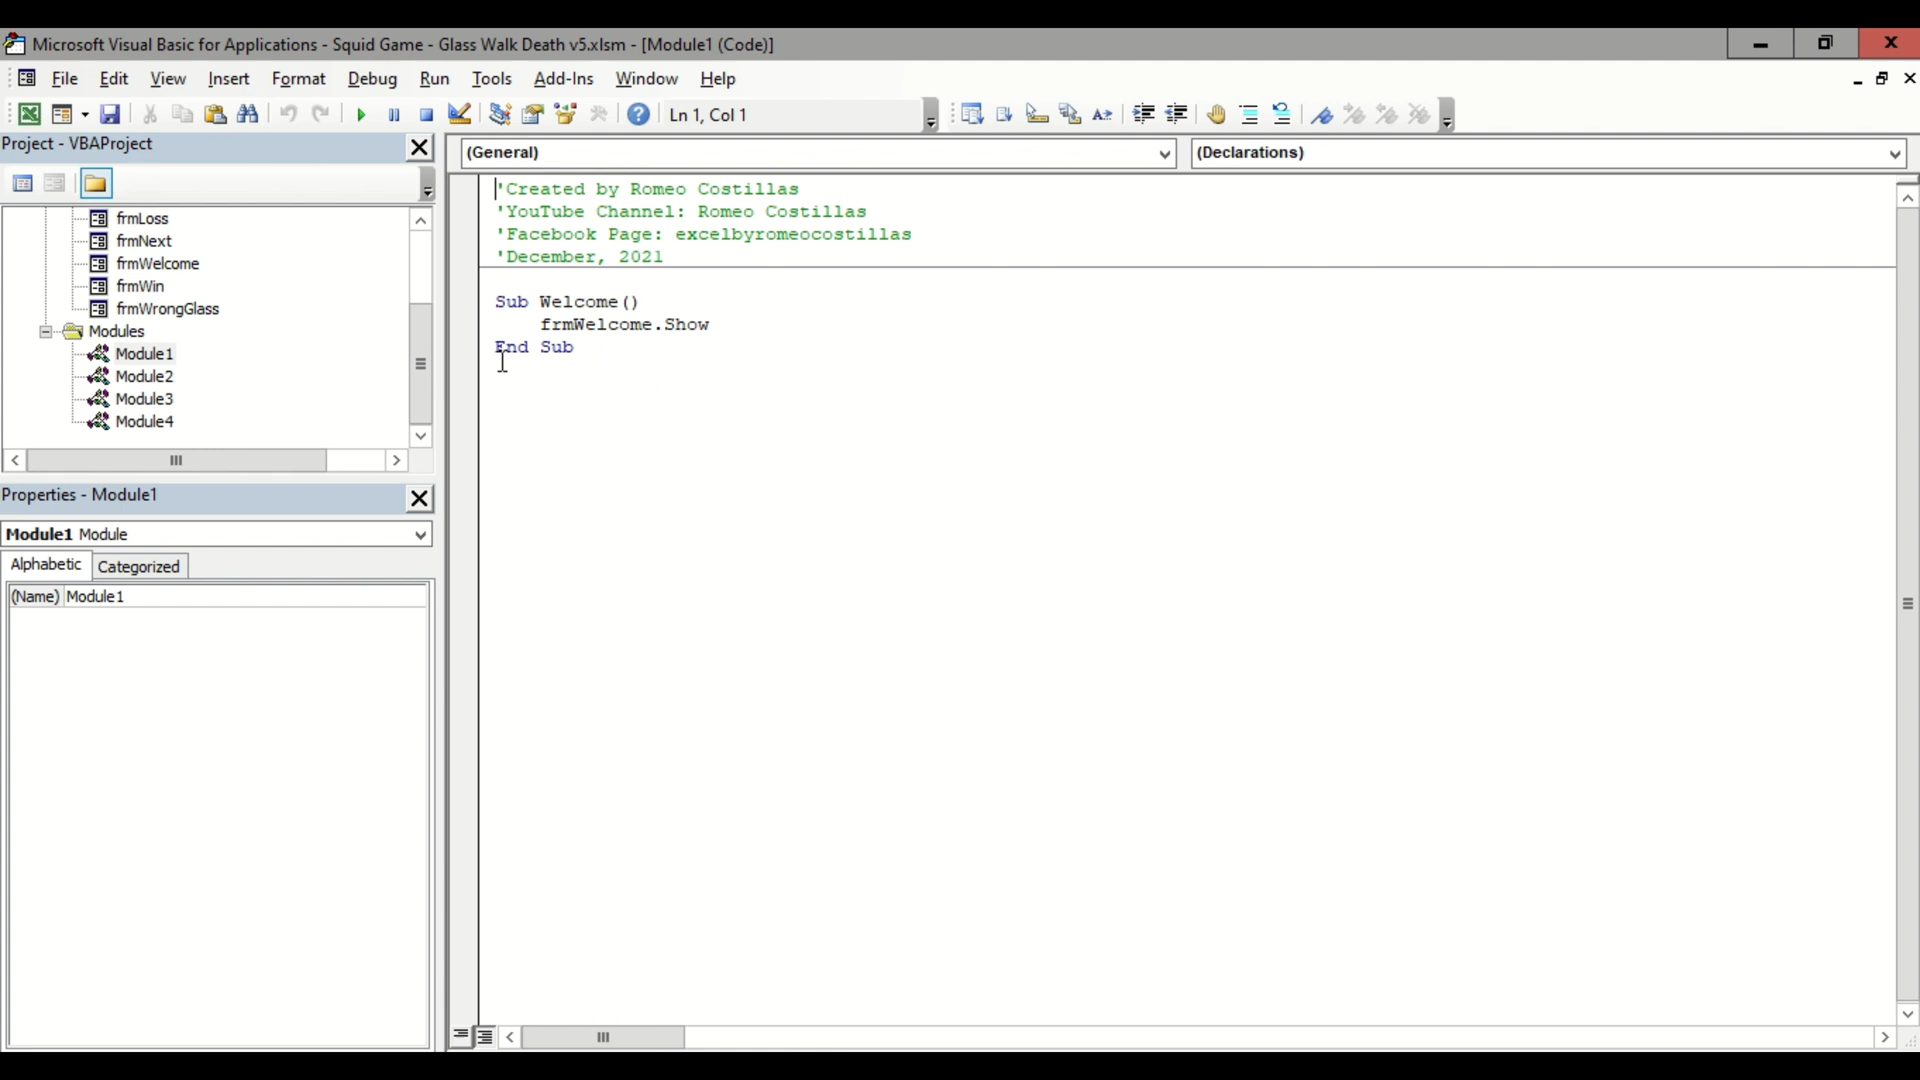 Microsoft Visual Basic for Applications - Squid Game - Glass Walk Death v5.xlsm - [Module1 (Code)]
File Edit View Insert Format Debug Run Tools Add-Ins Window Help
Ln 1, Col 1
Project - VBAProject
(General)
(Declarations)
frmLoss
frmNext
frmWelcome
frmWin
frmWrongGlass
Modules
Module1
Module2
Module3
Module4
Properties - Module1
Module1 Module
Alphabetic Categorized
(Name) Module1
'Created by Romeo Costillas
'YouTube Channel: Romeo Costillas
'Facebook Page: excelbyromeocostillas
'December, 2021
Sub Welcome()
frmWelcome.Show
End Sub